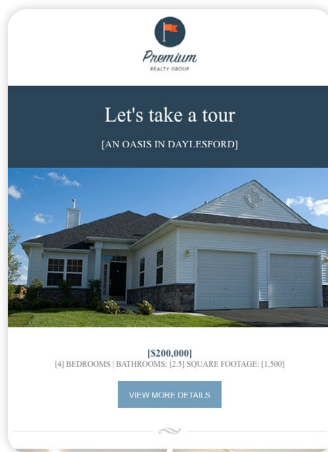 Premium
REALTY GROUP
Let's take a tour
[AN OASIS IN DAYLESFORD]
[$200,000]
[4] BEDROOMS | BATHROOMS: [2.5] SQUARE FOOTAGE: [1,500]
VIEW MORE DETAILS